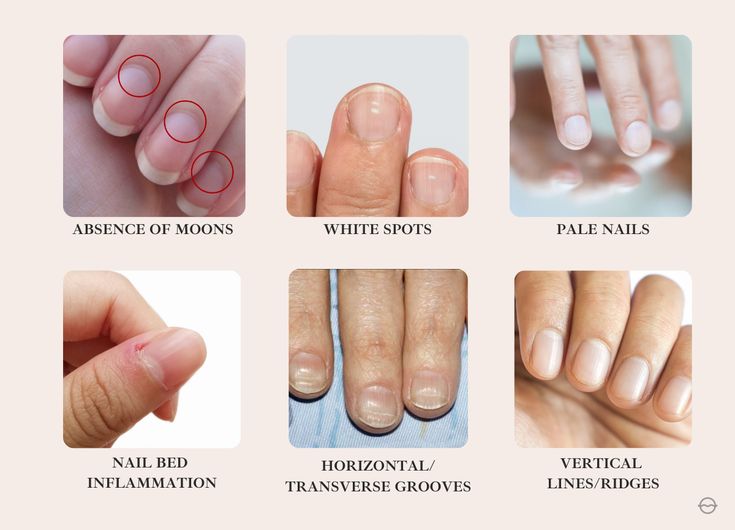 ABSENCE OF MOONS
WHITE SPOTS
PALE NAILS
NAIL BED
INFLAMMATION
HORIZONTAL/
TRANSVERSE GROOVES
VERTICAL
LINES/RIDGES